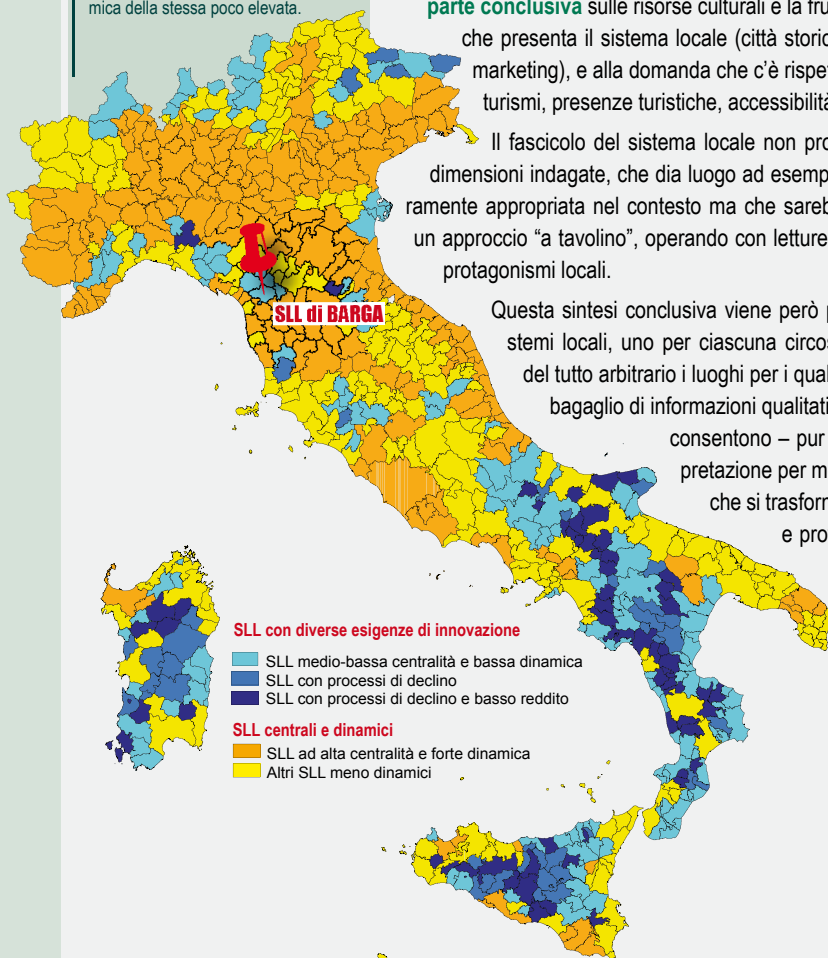 mica della stessa poco elevata.
parte conclusiva sulle risorse culturali e la fru
che presenta il sistema locale (città storic
marketing), e alla domanda che c'è rispe
turismi, presenze turistiche, accessibilità
Il fascicolo del sistema locale non pro
dimensioni indagate, che dia luogo ad esemp
ramente appropriata nel contesto ma che sareb
un approccio “a tavolino”, operando con letture
protagonismi locali.
Questa sintesi conclusiva viene però p
stemi locali, uno per ciascuna circos
del tutto arbitrario i luoghi per i qual
bagaglio di informazioni qualitati
consentono – pur
pretazione per m
che si trasforn
e pro
SLL di BARGA
SLL con diverse esigenze di innovazione
SLL medio-bassa centralità e bassa dinamica
SLL con processi di declino
SLL con processi di declino e basso reddito
SLL centrali e dinamici
SLL ad alta centralità e forte dinamica
Altri SLL meno dinamici